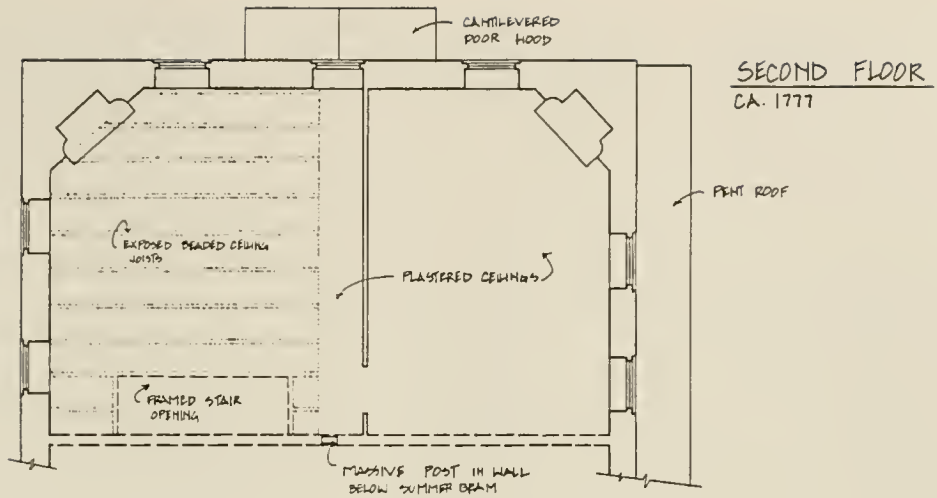 CANTILEVERED
DOOR HOOD
SECOND FLOOR
CA. 1777
PENT ROOF
EXPOSED BEADED CEILING
JOISTS
PLASTERED CEILINGS
FRAMED STAIR
OPENING
MASSIVE POST IN WALL
BELOW SUMMER BEAM